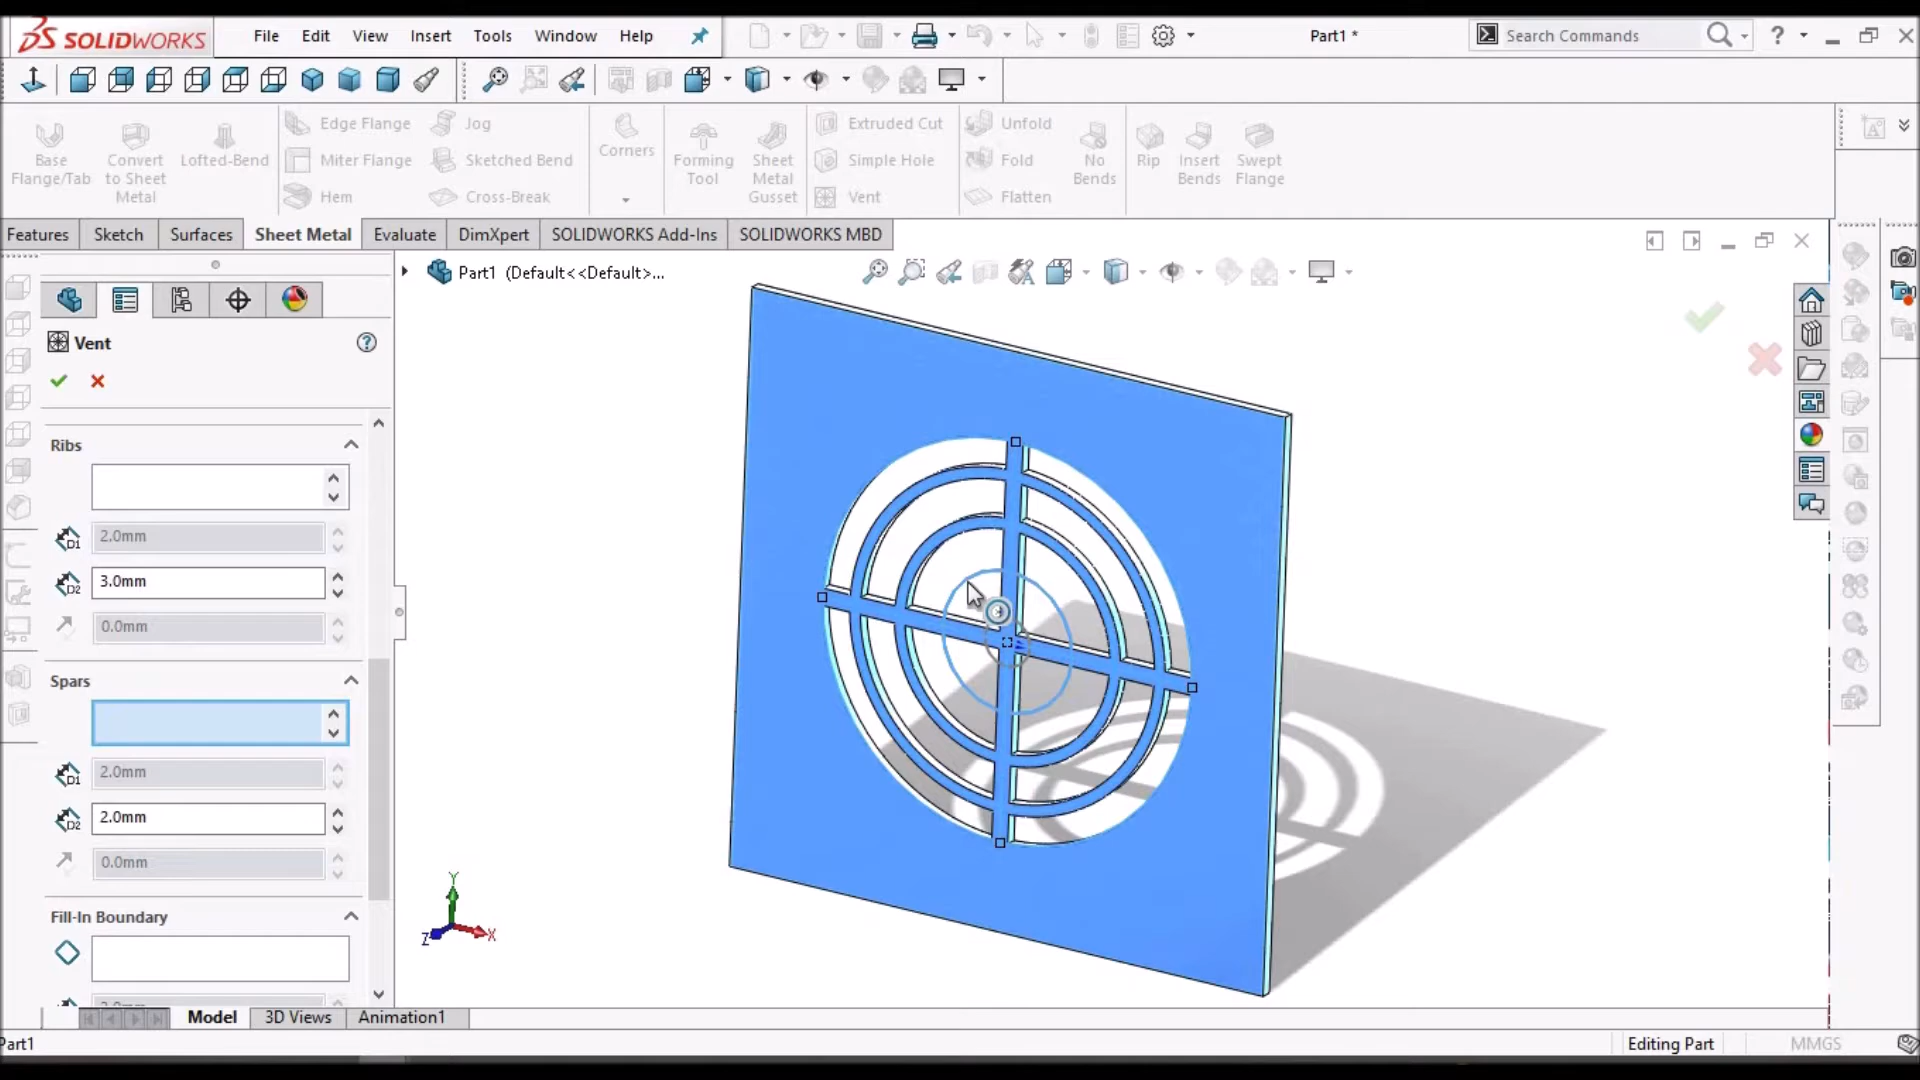 SOLIDWORKS
File Edit View Insert Tools Window Help
Part1 *
Search Commands
?
Base Flange/Tab
Convert to Sheet Metal
Lofted-Bend
Edge Flange
Miter Flange
Hem
Jog
Sketched Bend
Cross-Break
Corners
Forming Tool
Sheet Metal Gusset
Extruded Cut
Simple Hole
Vent
Unfold
Fold
Flatten
No Bends
Rip
Insert Bends
Swept Flange
Features Sketch Surfaces Sheet Metal Evaluate DimXpert SOLIDWORKS Add-Ins SOLIDWORKS MBD
Part1 (Default<<Default>...
Vent
?
Ribs
D1 2.0mm
D2 3.0mm
0.0mm
Spars
D1 2.0mm
D2 2.0mm
0.0mm
Fill-In Boundary
Y
Z
X
Model 3D Views Animation1
Part1
Editing Part
MMGS